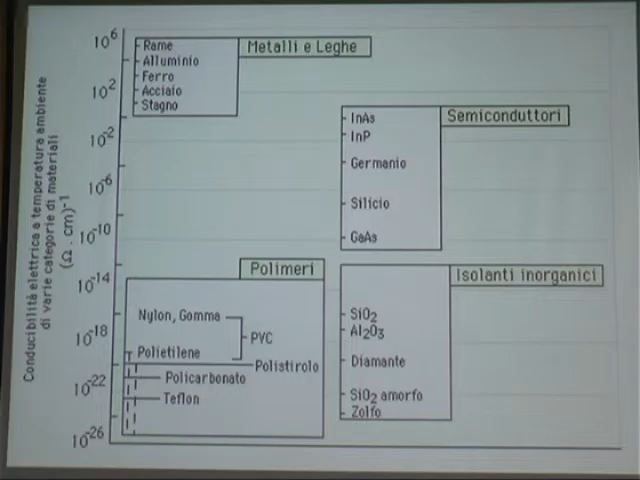 Conducibilità elettrica a temperatura ambiente
di varie categorie di materiali
(Ω . cm)-1
10^6
10^2
10^-2
10^-6
10^-10
10^-14
10^-18
10^-22
10^-26
Metalli e Leghe
Rame
Alluminio
Ferro
Acciaio
Stagno
Semiconduttori
InAs
InP
Germanio
Silicio
GaAs
Polimeri
Nylon, Gomma
PVC
Polietilene
Polistirolo
Policarbonato
Teflon
Isolanti inorganici
SiO2
Al2O3
Diamante
SiO2 amorfo
Zolfo